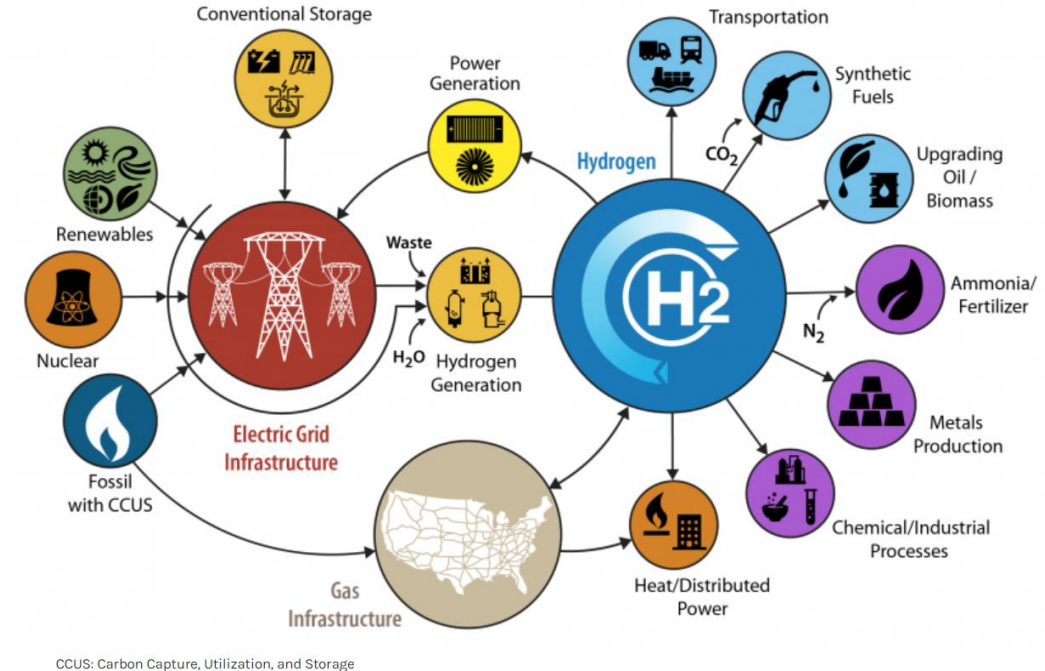 Conventional Storage
Transportation
Power
Generation
Synthetic
Fuels
CO2
Hydrogen
Upgrading
Oil /
Biomass
Renewables
Waste
H2
Ammonia/
Fertilizer
N2
Nuclear
H2O
Hydrogen
Generation
Metals
Production
Electric Grid
Infrastructure
Fossil
with CCUS
Chemical/Industrial
Processes
Gas
Infrastructure
Heat/Distributed
Power
CCUS: Carbon Capture, Utilization, and Storage